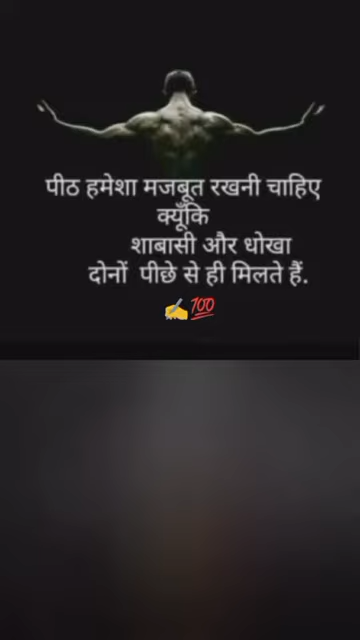 पीठ हमेशा मजबूत रखनी चाहिए
क्यूँकि
शाबासी और धोखा
दोनों पीछे से ही मिलते हैं.
✍💯